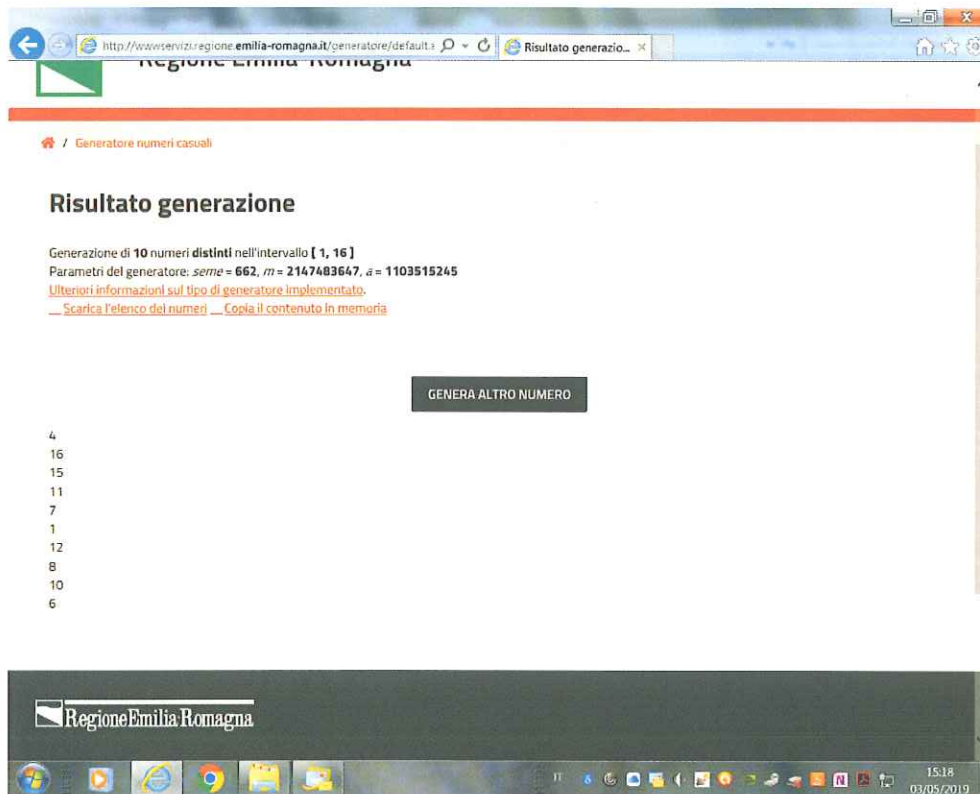 http://wwwservizi.regione.emilia-romagna.it/generatore/default.a
Risultato generazio...
Regione Emilia-Romagna
/ Generatore numeri casuali
Risultato generazione
Generazione di 10 numeri distinti nell'intervallo [ 1, 16 ]
Parametri del generatore: seme = 662, m = 2147483647, a = 1103515245
Ulteriori informazioni sul tipo di generatore implementato.
Scarica l'elenco dei numeri Copia il contenuto in memoria
GENERA ALTRO NUMERO
4
16
15
11
7
1
12
8
10
6
RegioneEmilia-Romagna
IT
15:18
03/05/2019